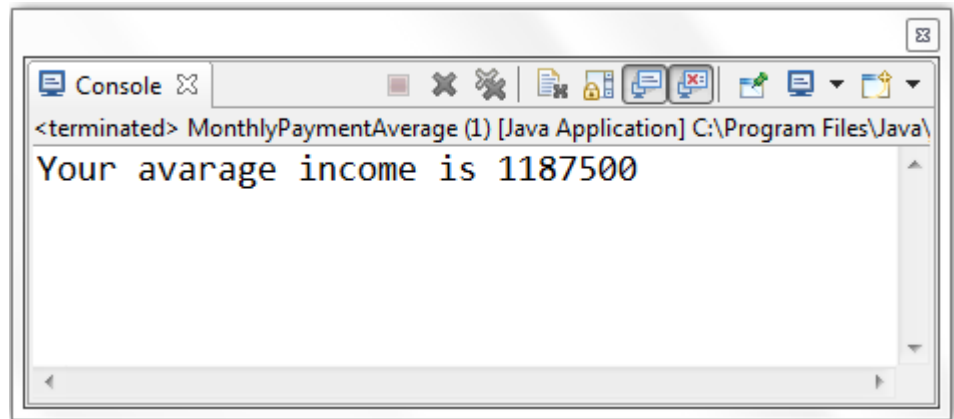 Console
<terminated> MonthlyPaymentAverage (1) [Java Application] C:\Program Files\Java\
Your avarage income is 1187500